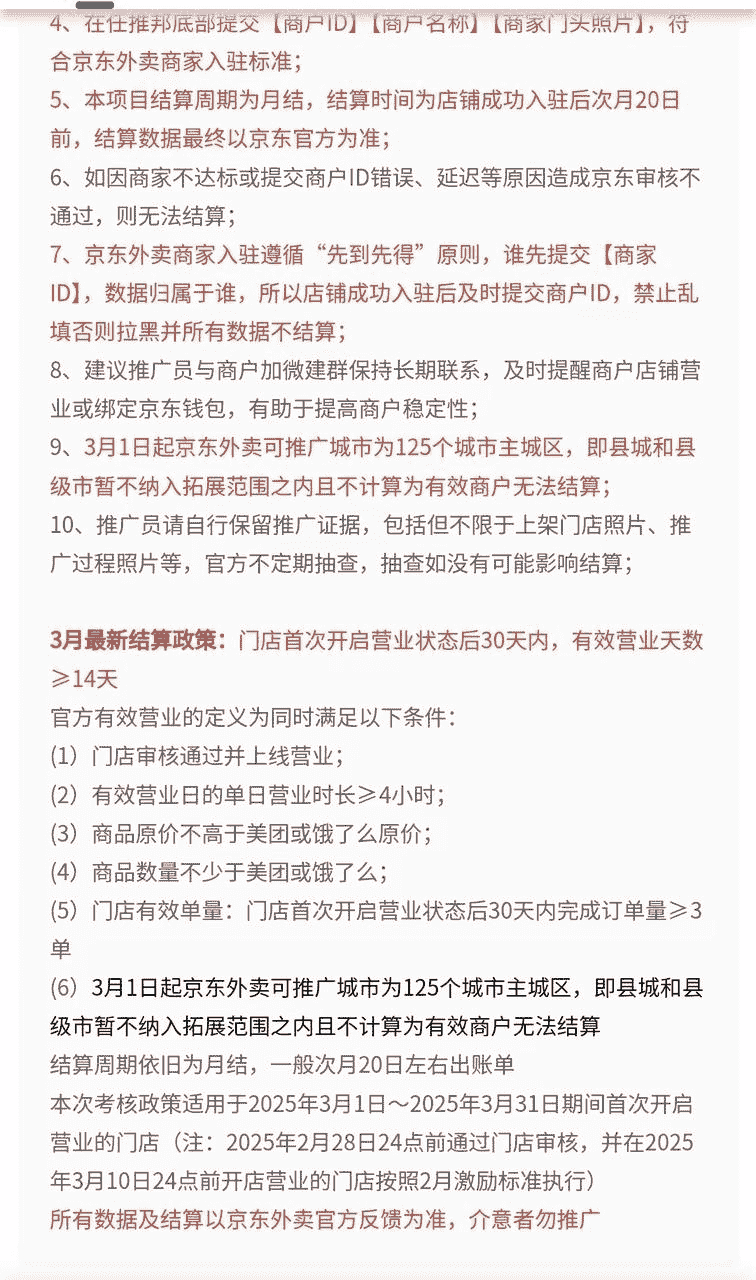 4、在任推邦底部提交【商户ID】【商户名称】【商家门头照片】，符
合京东外卖商家入驻标准；
5、本项目结算周期为月结，结算时间为店铺成功入驻后次月20日
前，结算数据最终以京东官方为准；
6、如因商家不达标或提交商户ID错误、延迟等原因造成京东审核不
通过，则无法结算；
7、京东外卖商家入驻遵循“先到先得”原则，谁先提交【商家
ID】，数据归属于谁，所以店铺成功入驻后及时提交商户ID，禁止乱
填否则拉黑并所有数据不结算；
8、建议推广员与商户加微建群保持长期联系，及时提醒商户店铺营
业或绑定京东钱包，有助于提高商户稳定性；
9、3月1日起京东外卖可推广城市为125个城市主城区，即县城和县
级市暂不纳入拓展范围之内且不计算为有效商户无法结算；
10、推广员请自行保留推广证据，包括但不限于上架门店照片、推
广过程照片等，官方不定期抽查，抽查如没有可能影响结算；
3月最新结算政策：门店首次开启营业状态后30天内，有效营业天数
≥14天
官方有效营业的定义为同时满足以下条件：
(1）门店审核通过并上线营业；
(2）有效营业日的单日营业时长≥4小时；
(3）商品原价不高于美团或饿了么原价；
(4）商品数量不少于美团或饿了么；
(5）门店有效单量：门店首次开启营业状态后30天内完成订单量≥3
单
(6）3月1日起京东外卖可推广城市为125个城市主城区，即县城和县
级市暂不纳入拓展范围之内且不计算为有效商户无法结算
结算周期依旧为月结，一般次月20日左右出账单
本次考核政策适用于2025年3月1日～2025年3月31日期间首次开启
营业的门店（注：2025年2月28日24点前通过门店审核，并在2025
年3月10日24点前开店营业的门店按照2月激励标准执行）
所有数据及结算以京东外卖官方反馈为准，介意者勿推广